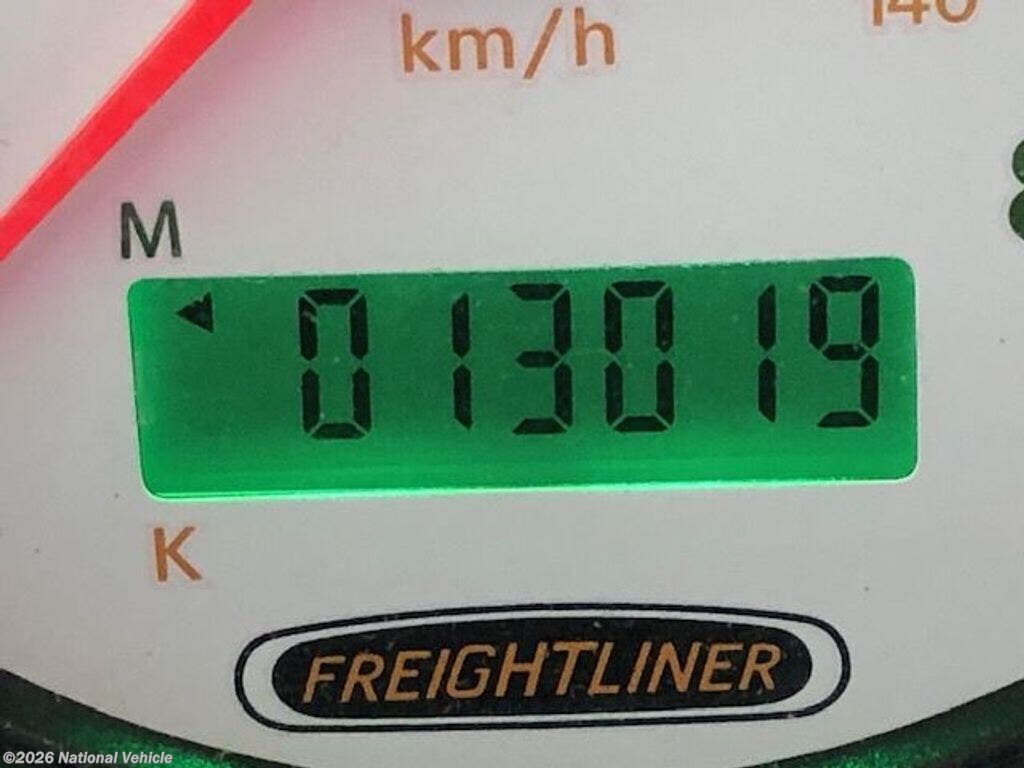 km/h
140
M
013019
K
FREIGHTLINER
©2026 National Vehicle